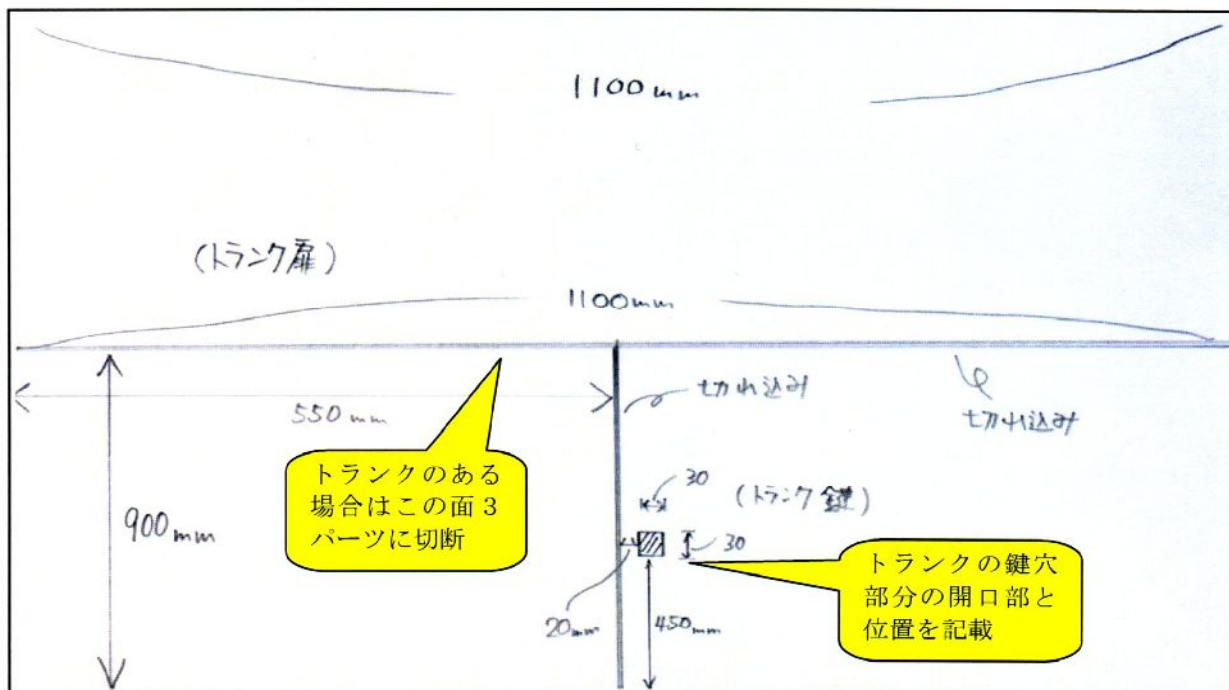 1100mm
(トランク扉)
1100mm
550mm
切れ込み
切れ込み
トランクのある
場合はこの面3
パーツに切断
900mm
30
(トランク鍵)
30
20mm
450mm
トランクの鍵穴
部分の開口部と
位置を記載